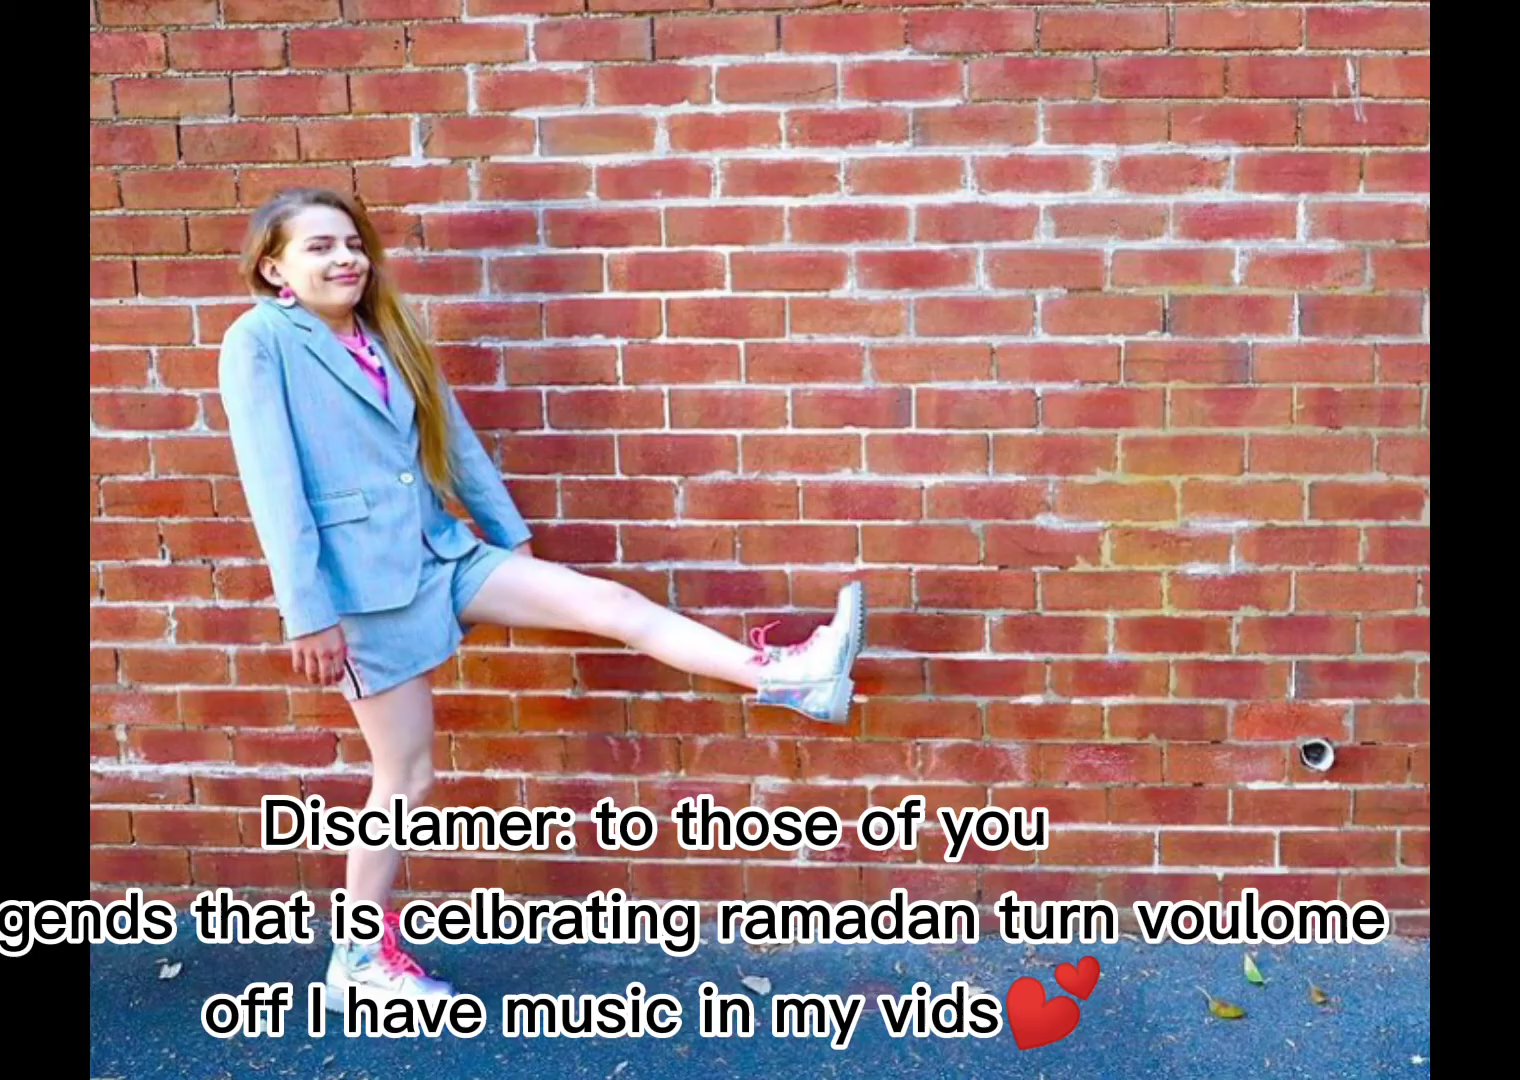 Disclamer: to those of you
gends that is celbrating ramadan turn voulome
off I have music in my vids💕